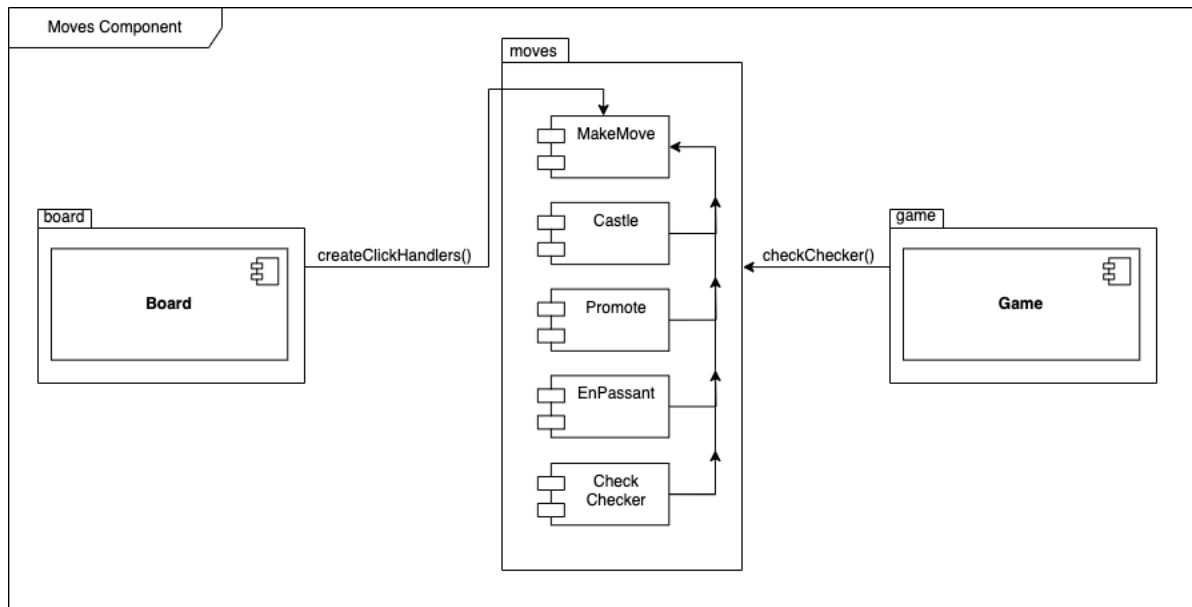 Moves Component
moves
MakeMove
board
Board
createClickHandlers()
Castle
Promote
EnPassant
Check
Checker
checkChecker()
game
Game